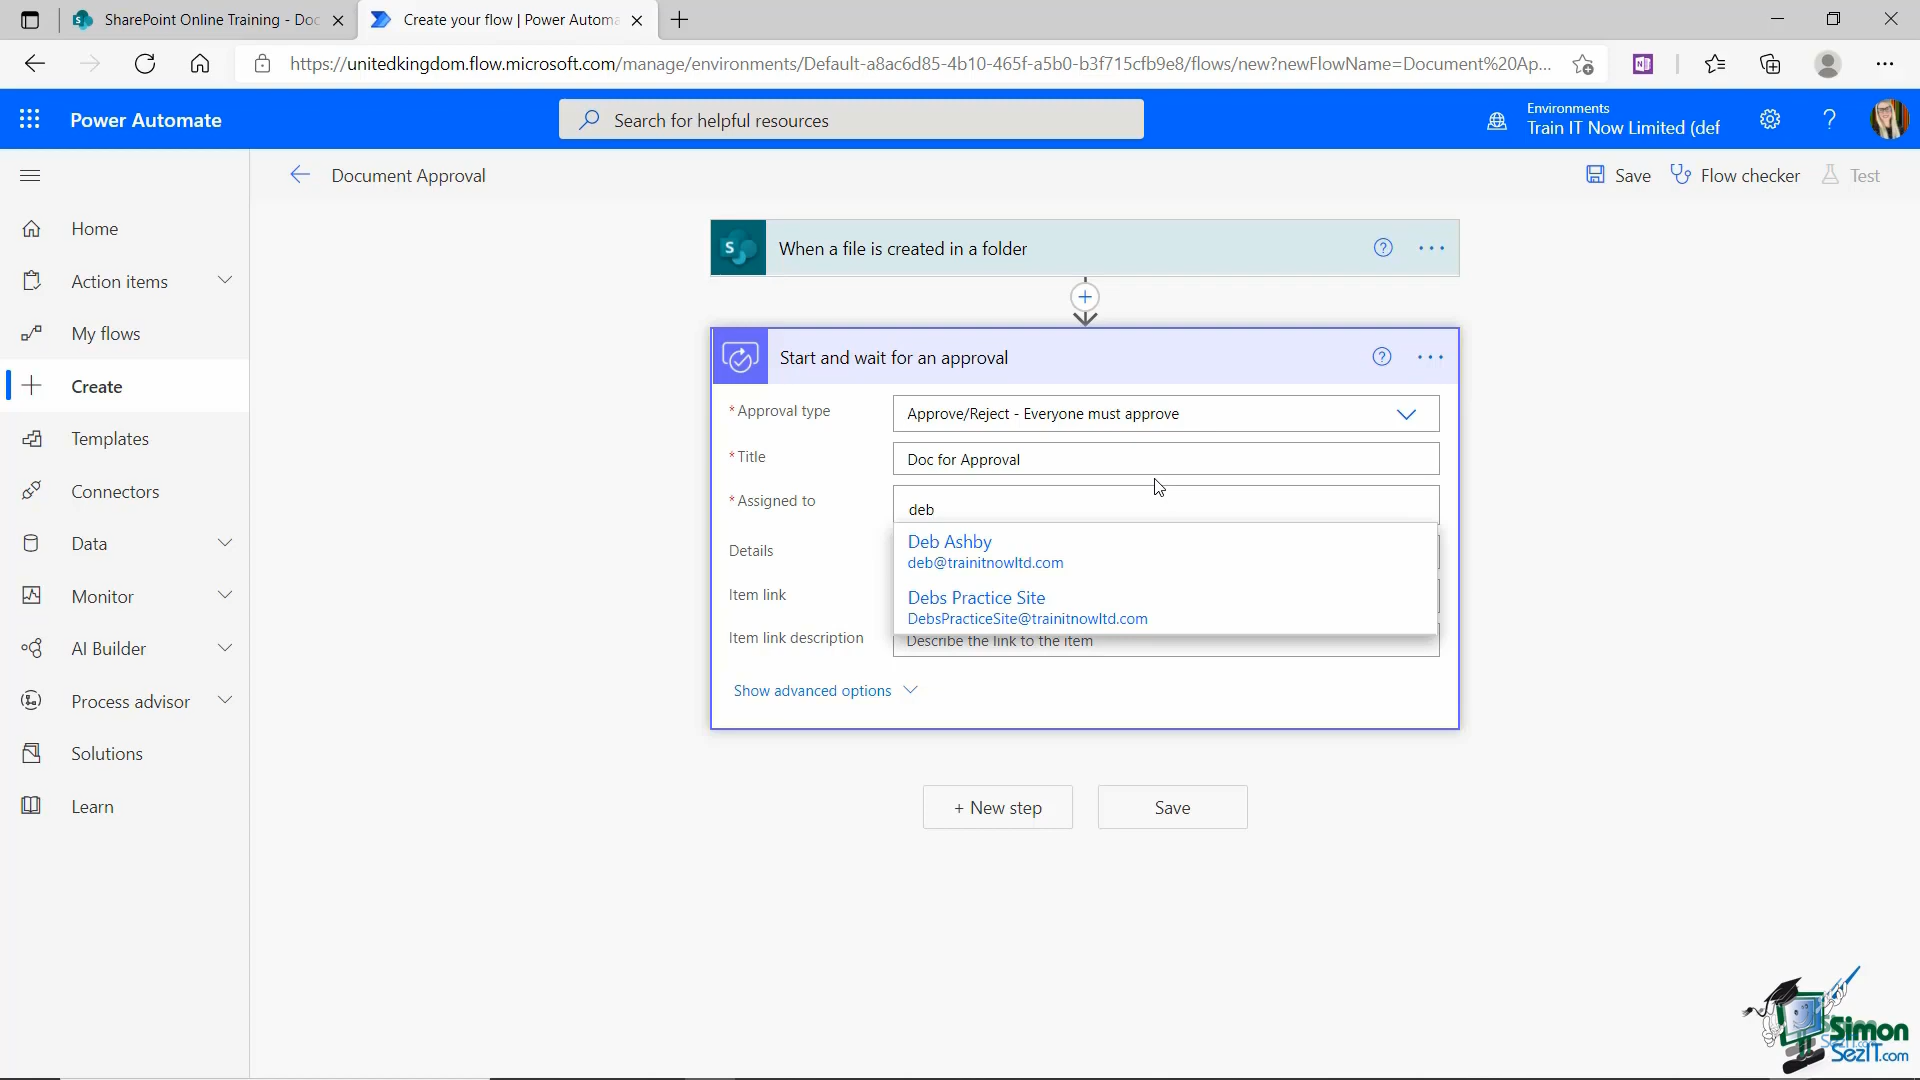 SharePoint Online Training - Doc
Create your flow | Power Automa
https://unitedkingdom.flow.microsoft.com/manage/environments/Default-a8ac6d85-4b10-465f-a5b0-b3f715cfb9e8/flows/new?newFlowName=Document%20Ap...
Power Automate
Search for helpful resources
Environments
Train IT Now Limited (def
Document Approval
Save
Flow checker
Test
Home
Action items
My flows
Create
Templates
Connectors
Data
Monitor
AI Builder
Process advisor
Solutions
Learn
When a file is created in a folder
Start and wait for an approval
* Approval type
Approve/Reject - Everyone must approve
* Title
Doc for Approval
* Assigned to
deb
Deb Ashby
deb@trainitnowltd.com
Debs Practice Site
DebsPracticeSite@trainitnowltd.com
Details
Item link
Item link description
Describe the link to the item
Show advanced options
+ New step
Save
Simon
SezIT.com